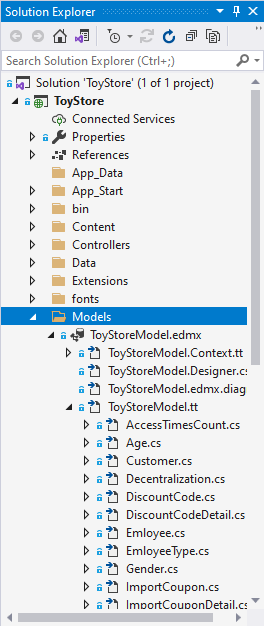 Solution Explorer
Search Solution Explorer (Ctrl+;)
Solution 'ToyStore' (1 of 1 project)
ToyStore
Connected Services
Properties
References
App_Data
App_Start
bin
Content
Controllers
Data
Extensions
fonts
Models
ToyStoreModel.edmx
ToyStoreModel.Context.tt
ToyStoreModel.Designer.cs
ToyStoreModel.edmx.diag
ToyStoreModel.tt
AccessTimesCount.cs
Age.cs
Customer.cs
Decentralization.cs
DiscountCode.cs
DiscountCodeDetail.cs
Emloyee.cs
EmloyeeType.cs
Gender.cs
ImportCoupon.cs
ImportCouponDetail.cs